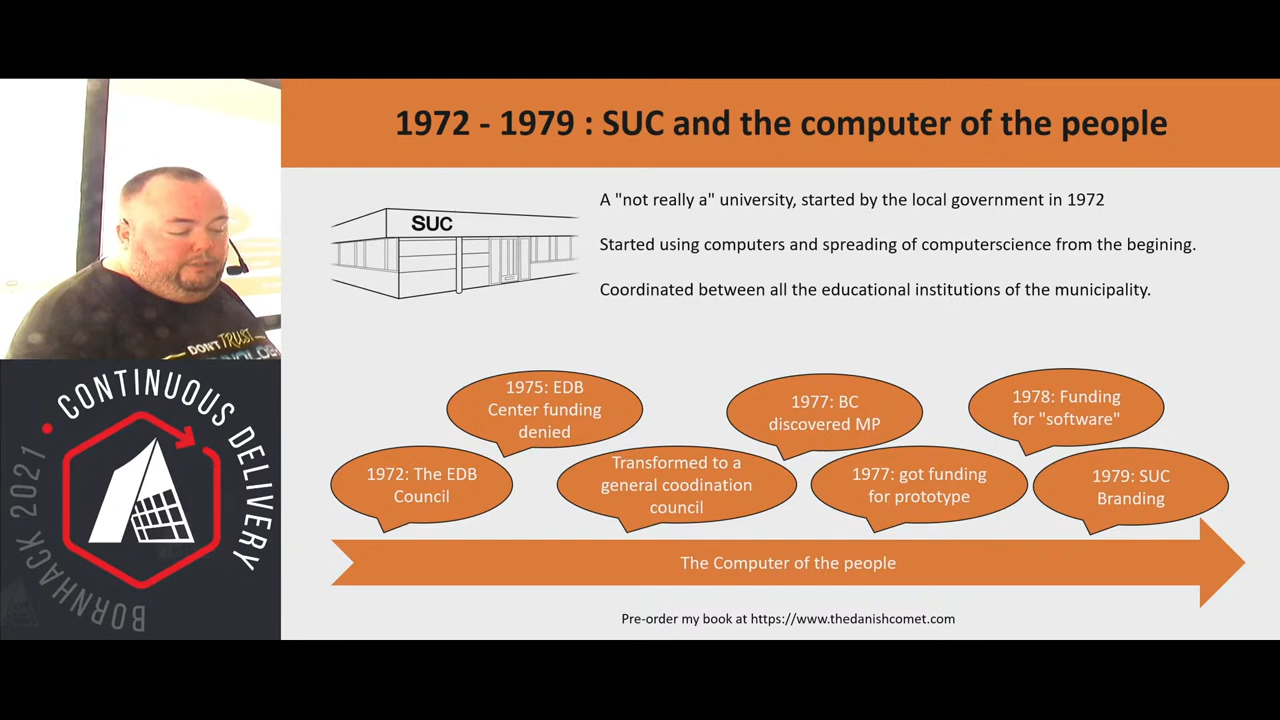 1972 - 1979 : SUC and the computer of the people
A "not really a" university, started by the local government in 1972
SUC
Started using computers and spreading of computerscience from the begining.
Coordinated between all the educational institutions of the municipality.
DON'T TRUST
1975: EDB
Center funding
denied
1977: BC
discovered MP
1978: Funding
for "software"
1972: The EDB
Council
Transformed to a
general coodination
council
1977: got funding
for prototype
1979: SUC
Branding
The Computer of the people
Pre-order my book at https://www.thedanishcomet.com
CONTINUOUS DELIVERY
BORNHACK 2021